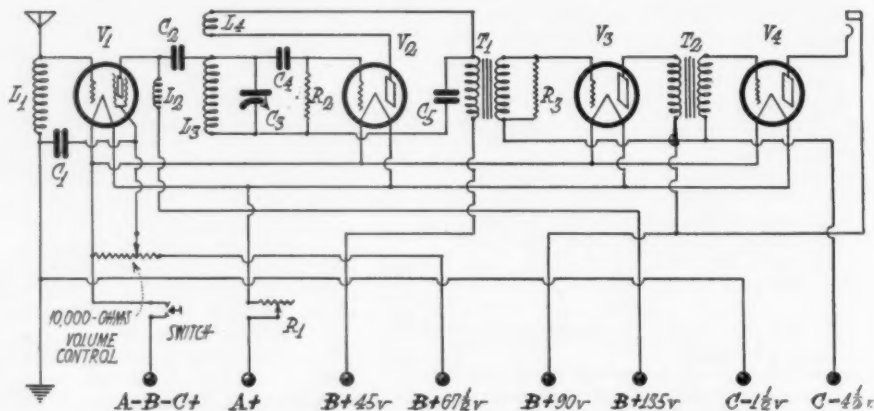 V1 C2 L4 V2 T1 V3 T2 V4
L1 L2 C4 R2 C5 R3
C3
L3
C1
10,000-OHMS
VOLUME
CONTROL
SWITCH
R1
A-B-C+ A+ B+45v B+67½v B+90v B+135v C-1½v C-4½v